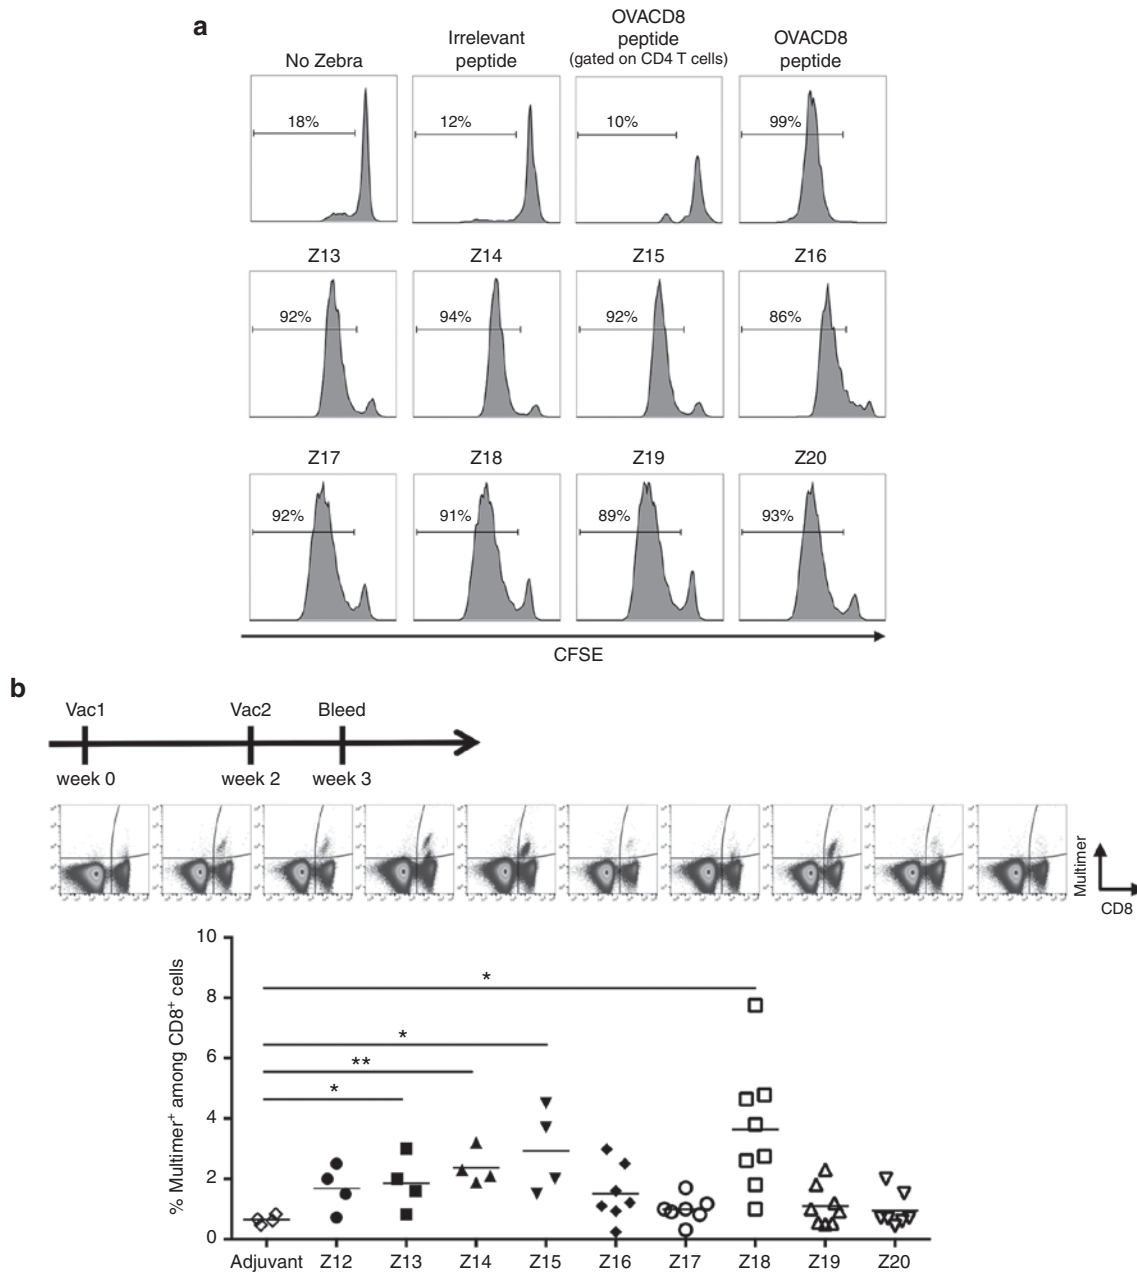 a
No Zebra
Irrelevant
peptide
OVACD8
peptide
(gated on CD4 T cells)
OVACD8
peptide
18%
12%
10%
99%
Z13
Z14
Z15
Z16
92%
94%
92%
86%
Z17
Z18
Z19
Z20
92%
91%
89%
93%
CFSE
b
Vac1
Vac2
Bleed
week 0
week 2
week 3
Multimer
CD8
% Multimer⁺ among CD8⁺ cells
10
8
6
4
2
0
*
*
**
*
Adjuvant
Z12
Z13
Z14
Z15
Z16
Z17
Z18
Z19
Z20